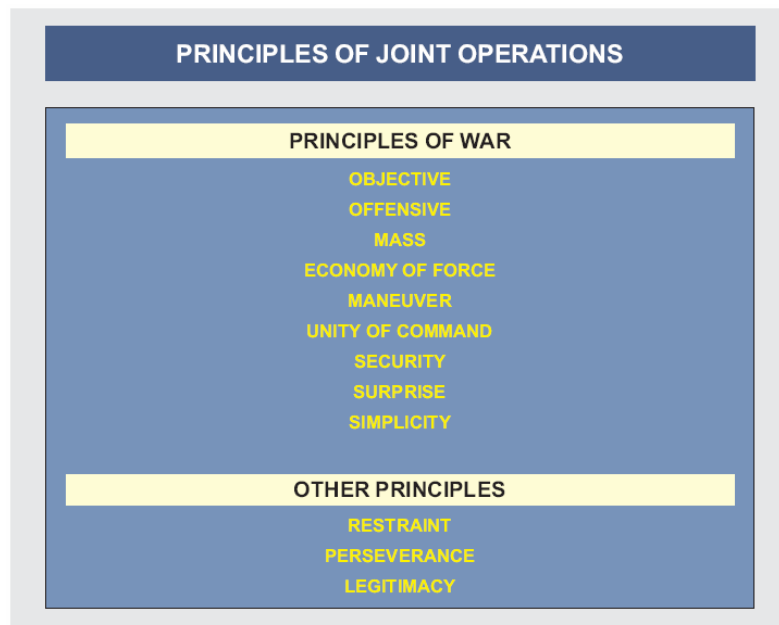 PRINCIPLES OF JOINT OPERATIONS
PRINCIPLES OF WAR
OBJECTIVE
OFFENSIVE
MASS
ECONOMY OF FORCE
MANEUVER
UNITY OF COMMAND
SECURITY
SURPRISE
SIMPLICITY
OTHER PRINCIPLES
RESTRAINT
PERSEVERANCE
LEGITIMACY